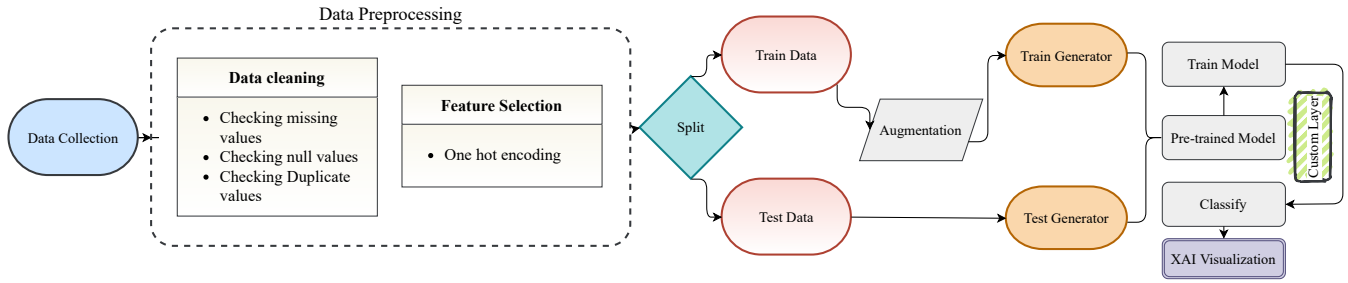 Data Preprocessing
Data Collection
Data cleaning
• Checking missing
values
• Checking null values
• Checking Duplicate
values
Feature Selection
• One hot encoding
Split
Train Data
Test Data
Augmentation
Train Generator
Test Generator
Train Model
Pre-trained Model
Custom Layer
Classify
XAI Visualization